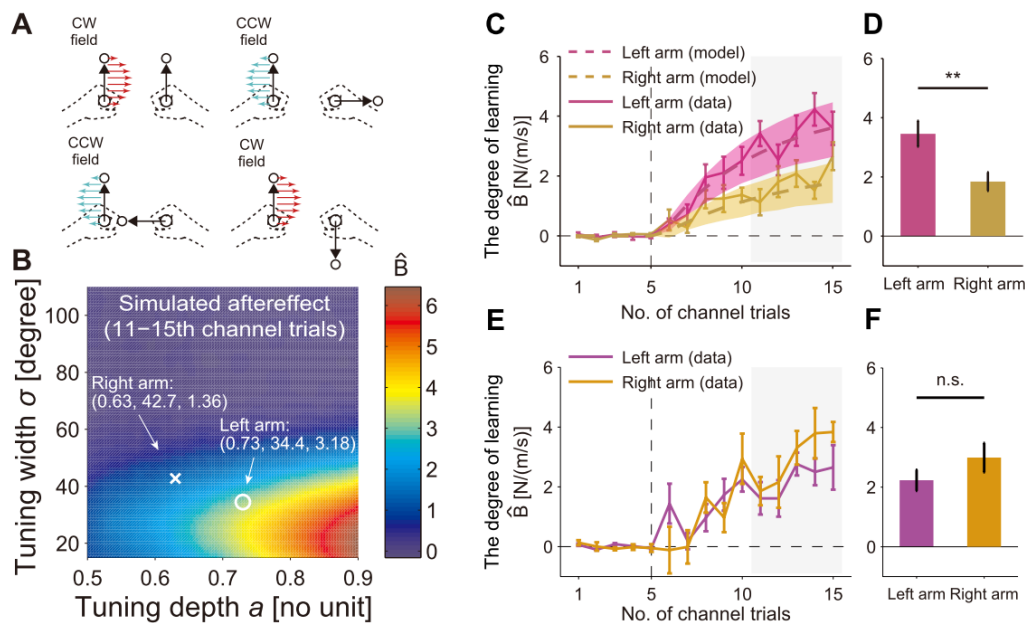 A
CW
field
CCW
field
CCW
field
CW
field
B
Simulated aftereffect
(11−15th channel trials)
Right arm:
(0.63, 42.7, 1.36)
Left arm:
(0.73, 34.4, 3.18)
Tuning width σ [degree]
100
80
60
40
20
0.5 0.6 0.7 0.8 0.9
Tuning depth a [no unit]
B̂
6
5
4
3
2
1
0
C
Left arm (model)
Right arm (model)
Left arm (data)
Right arm (data)
The degree of learning
B̂ [N/(m/s)]
6
4
2
0
1 5 10 15
No. of channel trials
D
**
6
4
2
0
Left arm Right arm
E
Left arm (data)
Right arm (data)
The degree of learning
B̂ [N/(m/s)]
6
4
2
0
1 5 10 15
No. of channel trials
F
n.s.
6
4
2
0
Left arm Right arm